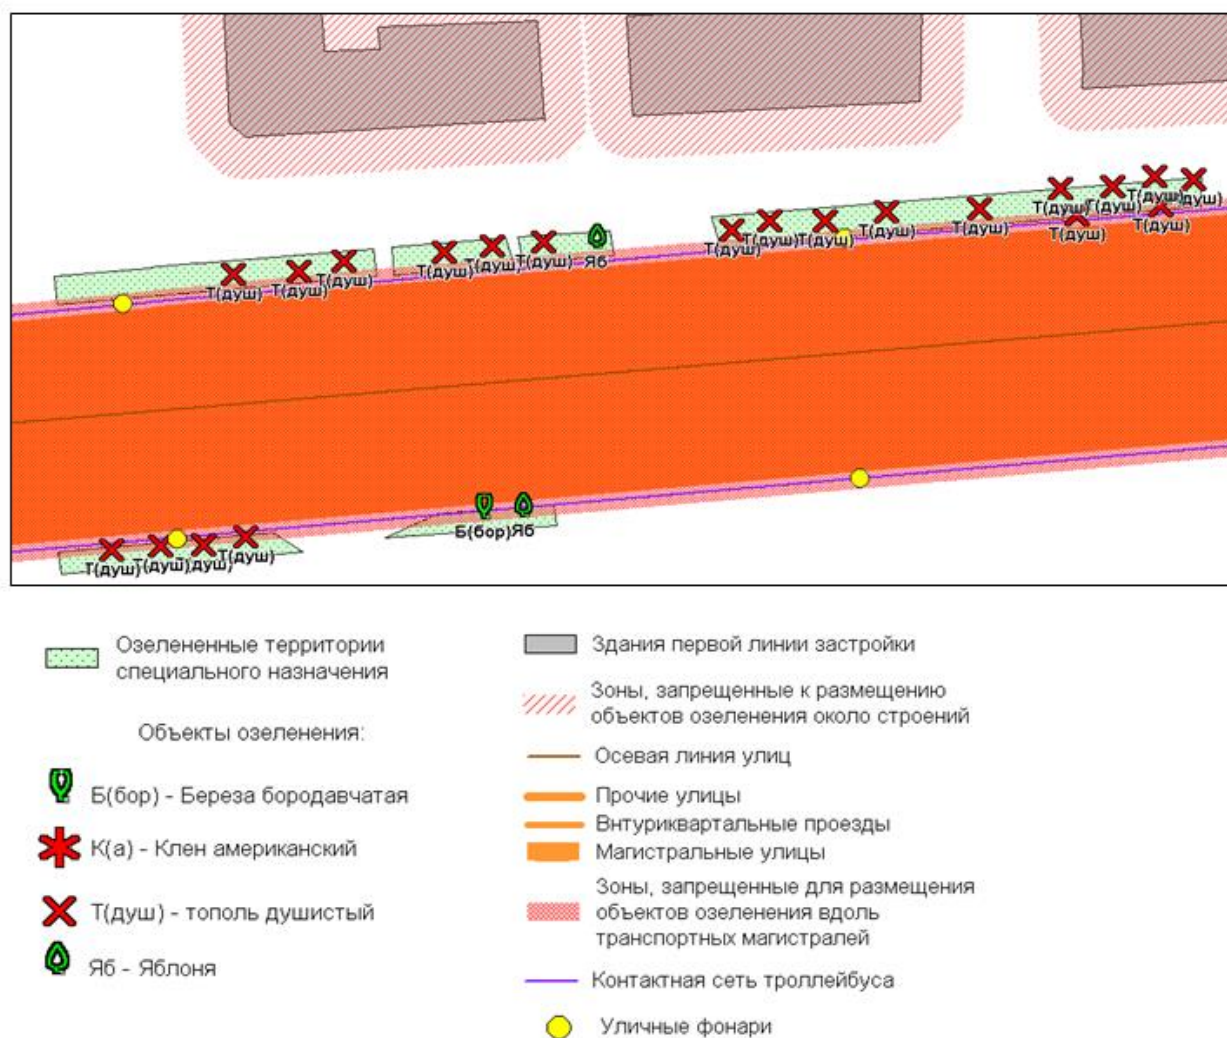 Т(душ)
Т(душ)
Т(душ)
Т(душ)
Т(душ)
Т(душ)
Яб
Т(душ)
Т(душ)
Т(душ)
Т(душ)
Т(душ)
Т(душ)
Т(душ)
Т(душ)
душ)
Т(душ)
Т(душ)
Т(душ)
Т(душ)
душ)
Т(душ)
Б(бор)
Яб
Озелененные территории
специального назначения
Объекты озеленения:
Б(бор) - Береза бородавчатая
К(а) - Клен американский
Т(душ) - тополь душистый
Яб - Яблоня
Здания первой линии застройки
Зоны, запрещенные к размещению
объектов озеленения около строений
Осевая линия улиц
Прочие улицы
Внтуриквартальные проезды
Магистральные улицы
Зоны, запрещенные для размещения
объектов озеленения вдоль
транспортных магистралей
Контактная сеть троллейбуса
Уличные фонари